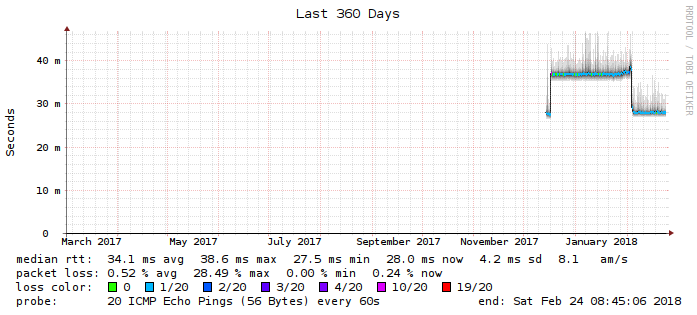 Last 360 Days
RRDTOOL / TOBI OETIKER
Seconds
40 m
30 m
20 m
10 m
0
March 2017 May 2017 July 2017 September 2017 November 2017 January 2018
median rtt: 34.1 ms avg 38.6 ms max 27.5 ms min 28.0 ms now 4.2 ms sd 8.1 am/s
packet loss: 0.52 % avg 28.49 % max 0.00 % min 0.24 % now
loss color: 0 1/20 2/20 3/20 4/20 10/20 19/20
probe: 20 ICMP Echo Pings (56 Bytes) every 60s end: Sat Feb 24 08:45:06 2018